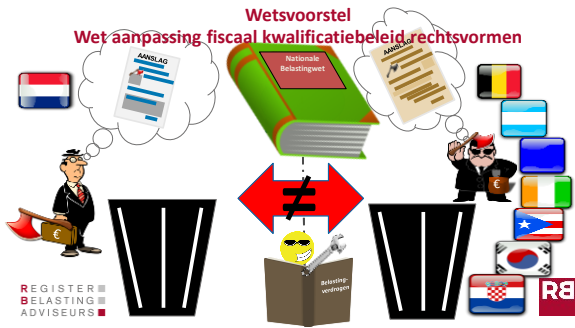 Wetsvoorstel
Wet aanpassing fiscaal kwalificatiebeleid rechtsvormen
AANSLAG
Nationale
Belastingwet
AANSLAG
€
≠
€
Belasting-
verdragen
REGISTER
BELASTING
ADVISEURS
RB